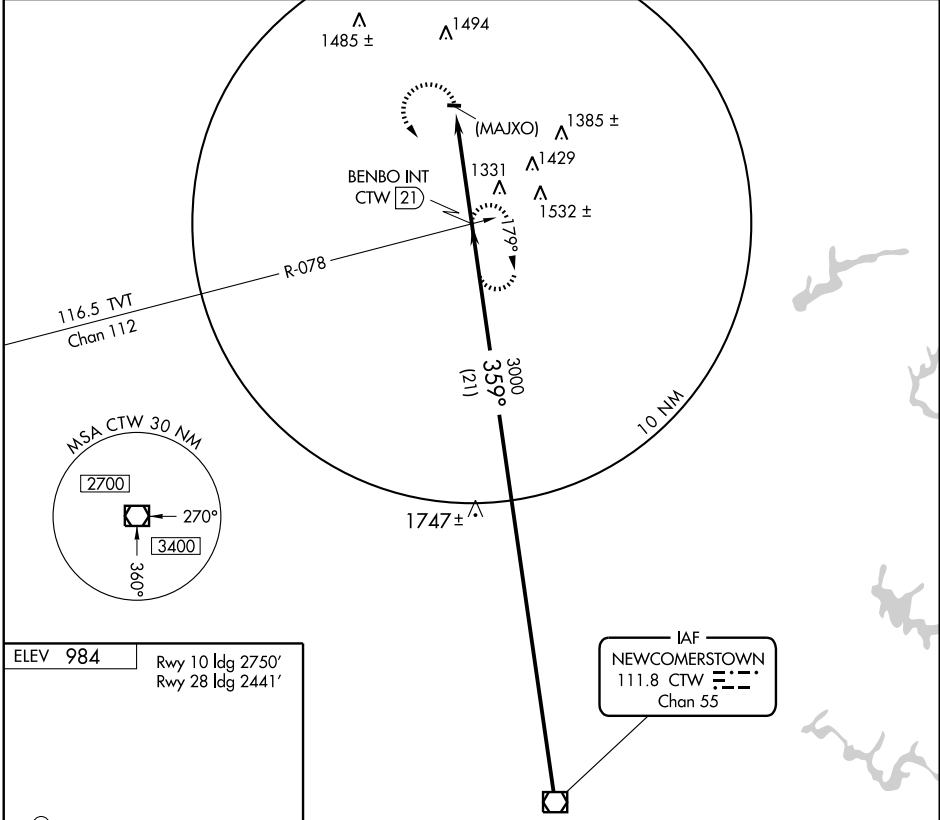 1485 ±
1494
(MAJXO)
1385 ±
1429
1331
1532 ±
BENBO INT
CTW 21
179°
R-078
116.5 TVT
Chan 112
3000
359°
(21)
10 NM
MSA CTW 30 NM
2700
270°
3400
360°
1747 ±
ELEV 984
Rwy 10 ldg 2750'
Rwy 28 ldg 2441'
IAF
NEWCOMERSTOWN
111.8 CTW
Chan 55